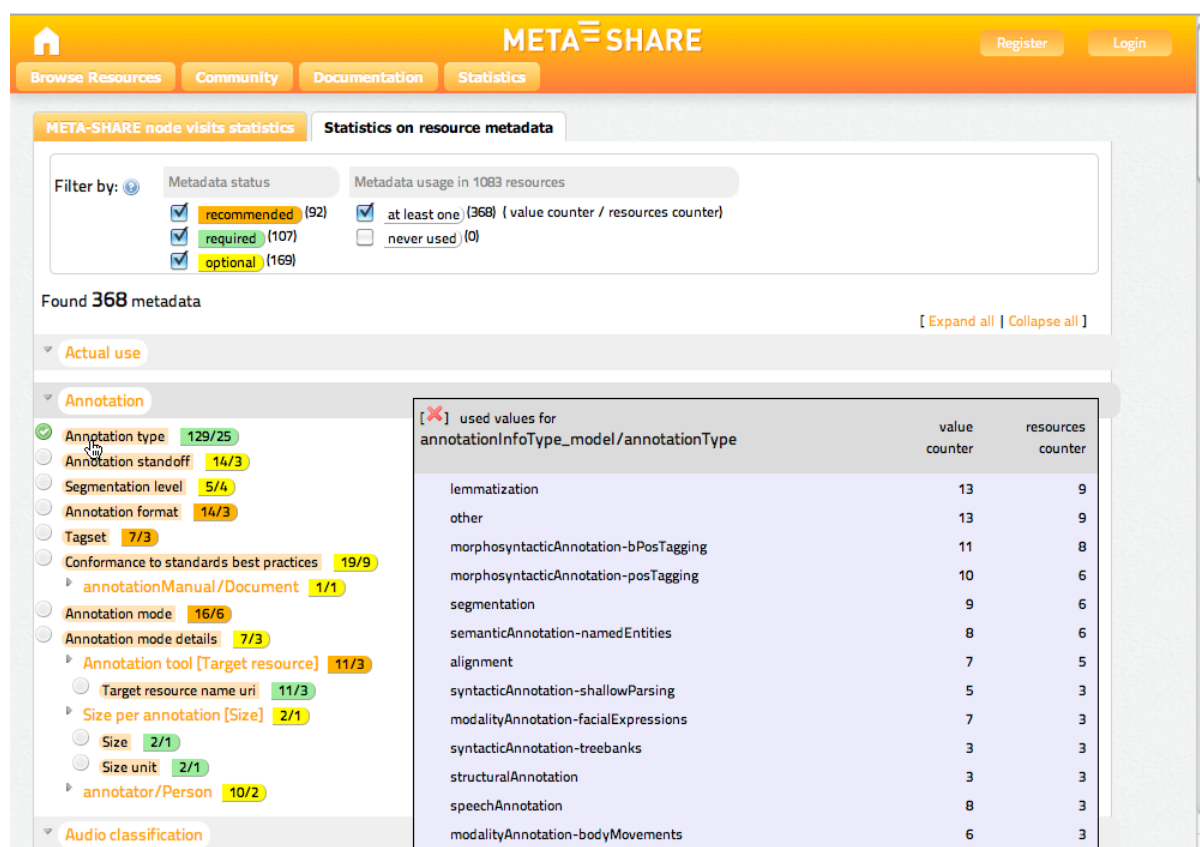 META SHARE
Register Login
Browse Resources Community Documentation Statistics
META-SHARE node visits statistics Statistics on resource metadata
Filter by: Metadata status Metadata usage in 1083 resources
recommended (92) at least one (368) ( value counter / resources counter)
required (107) never used (0)
optional (169)
Found 368 metadata
[ Expand all | Collapse all ]
Actual use
Annotation
Annotation type 129/25
Annotation standoff 14/3
Segmentation level 5/4
Annotation format 14/3
Tagset 7/3
Conformance to standards best practices 19/9
annotationManual/Document 1/1
Annotation mode 16/6
Annotation mode details 7/3
Annotation tool [Target resource] 11/3
Target resource name uri 11/3
Size per annotation [Size] 2/1
Size 2/1
Size unit 2/1
annotator/Person 10/2
Audio classification
[X] used values for
annotationInfoType_model/annotationType
value counter resources counter
lemmatization 13 9
other 13 9
morphosyntacticAnnotation-bPosTagging 11 8
morphosyntacticAnnotation-posTagging 10 6
segmentation 9 6
semanticAnnotation-namedEntities 8 6
alignment 7 5
syntacticAnnotation-shallowParsing 5 3
modalityAnnotation-facialExpressions 7 3
syntacticAnnotation-treebanks 3 3
structuralAnnotation 3 3
speechAnnotation 8 3
modalityAnnotation-bodyMovements 6 3